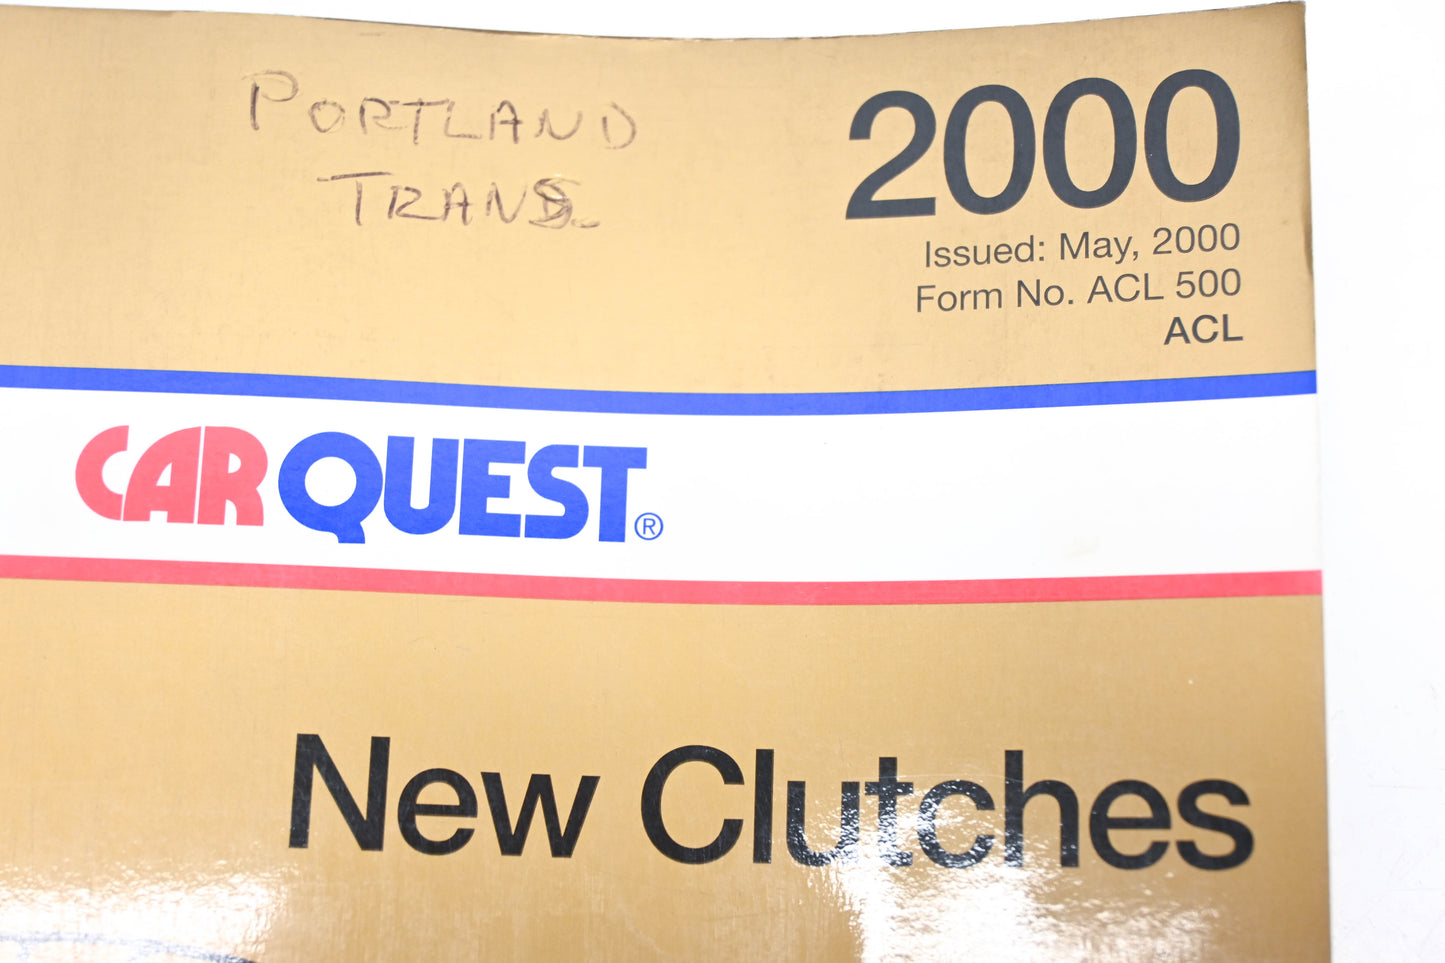 PORTLAND
TRANS.
2000
Issued: May, 2000
Form No. ACL 500
ACL
CARQUEST®
New Clutches